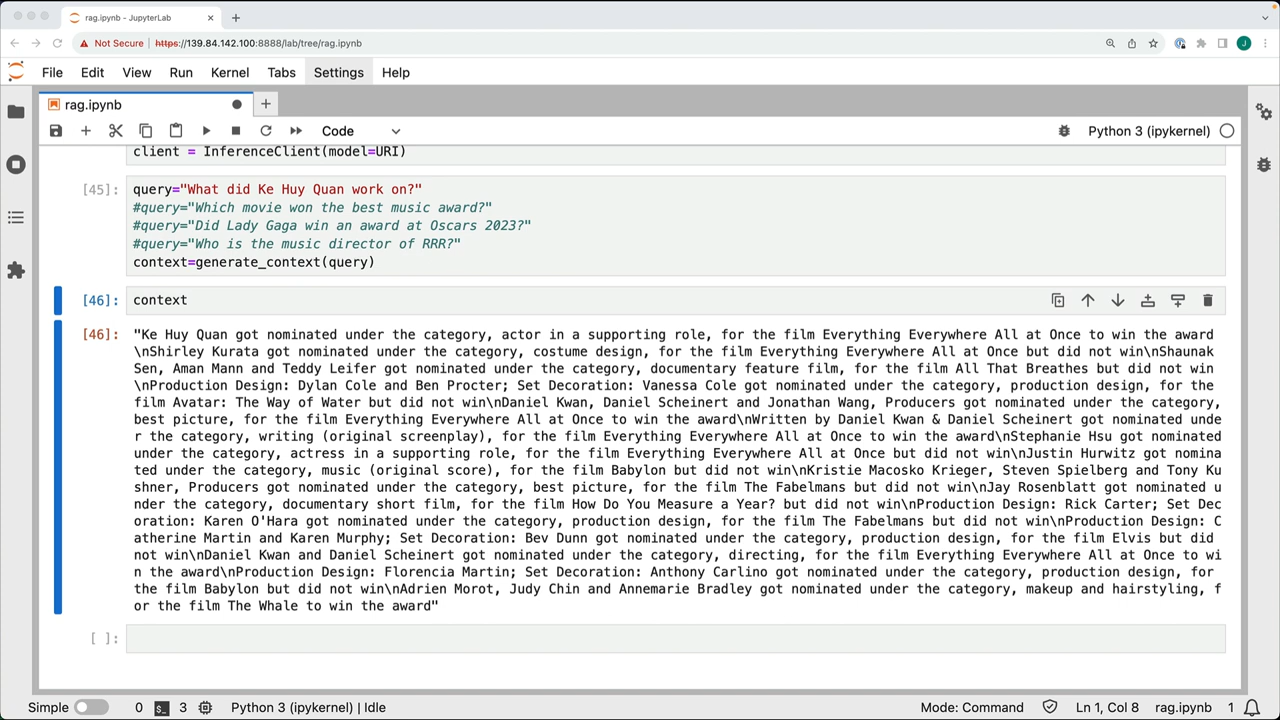 rag.ipynb - JupyterLab
Not Secure https://139.84.142.100:8888/lab/tree/rag.ipynb
J
File Edit View Run Kernel Tabs Settings Help
rag.ipynb
Code
Python 3 (ipykernel)
client = InferenceClient(model=URI)
[45]: query="What did Ke Huy Quan work on?"
#query="Which movie won the best music award?"
#query="Did Lady Gaga win an award at Oscars 2023?"
#query="Who is the music director of RRR?"
context=generate_context(query)
[46]: context
[46]: "Ke Huy Quan got nominated under the category, actor in a supporting role, for the film Everything Everywhere All at Once to win the award
\nShirley Kurata got nominated under the category, costume design, for the film Everything Everywhere All at Once but did not win\nShaunak
Sen, Aman Mann and Teddy Leifer got nominated under the category, documentary feature film, for the film All That Breathes but did not win
\nProduction Design: Dylan Cole and Ben Procter; Set Decoration: Vanessa Cole got nominated under the category, production design, for the
film Avatar: The Way of Water but did not win\nDaniel Kwan, Daniel Scheinert and Jonathan Wang, Producers got nominated under the category,
best picture, for the film Everything Everywhere All at Once to win the award\nWritten by Daniel Kwan & Daniel Scheinert got nominated unde
r the category, writing (original screenplay), for the film Everything Everywhere All at Once to win the award\nStephanie Hsu got nominated
under the category, actress in a supporting role, for the film Everything Everywhere All at Once but did not win\nJustin Hurwitz got nomina
ted under the category, music (original score), for the film Babylon but did not win\nKristie Macosko Krieger, Steven Spielberg and Tony Ku
shner, Producers got nominated under the category, best picture, for the film The Fabelmans but did not win\nJay Rosenblatt got nominated u
nder the category, documentary short film, for the film How Do You Measure a Year? but did not win\nProduction Design: Rick Carter; Set Dec
oration: Karen O'Hara got nominated under the category, production design, for the film The Fabelmans but did not win\nProduction Design: C
atherine Martin and Karen Murphy; Set Decoration: Bev Dunn got nominated under the category, production design, for the film Elvis but did
not win\nDaniel Kwan and Daniel Scheinert got nominated under the category, directing, for the film Everything Everywhere All at Once to wi
n the award\nProduction Design: Florencia Martin; Set Decoration: Anthony Carlino got nominated under the category, production design, for
the film Babylon but did not win\nAdrien Morot, Judy Chin and Annemarie Bradley got nominated under the category, makeup and hairstyling, f
or the film The Whale to win the award"
[ ]:
Simple 0 $_ 3 Python 3 (ipykernel) | Idle Mode: Command Ln 1, Col 8 rag.ipynb 1